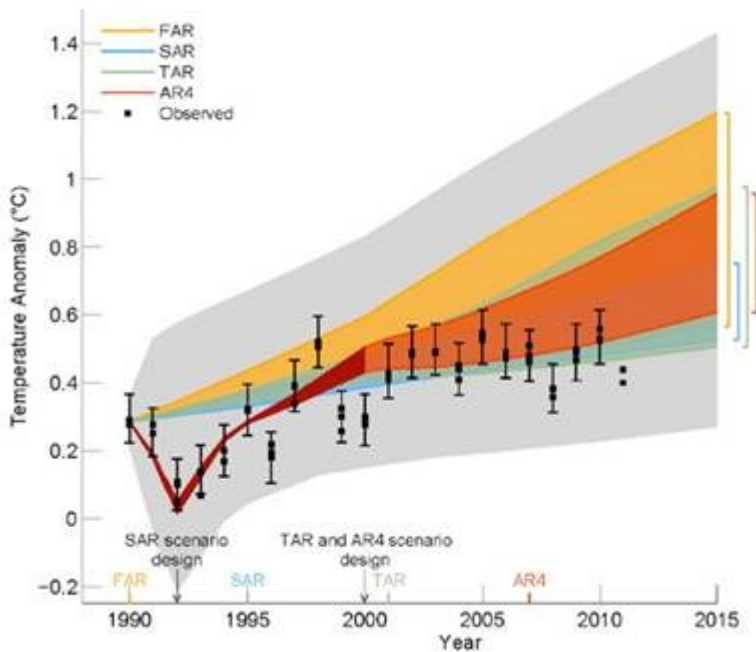 FAR
SAR
TAR
AR4
Observed
1.4
1.2
1
0.8
0.6
0.4
0.2
0
−0.2
Temperature Anomaly (°C)
SAR scenario
design
TAR and AR4 scenario
design
FAR
SAR
TAR
AR4
1990
1995
2000
2005
2010
2015
Year